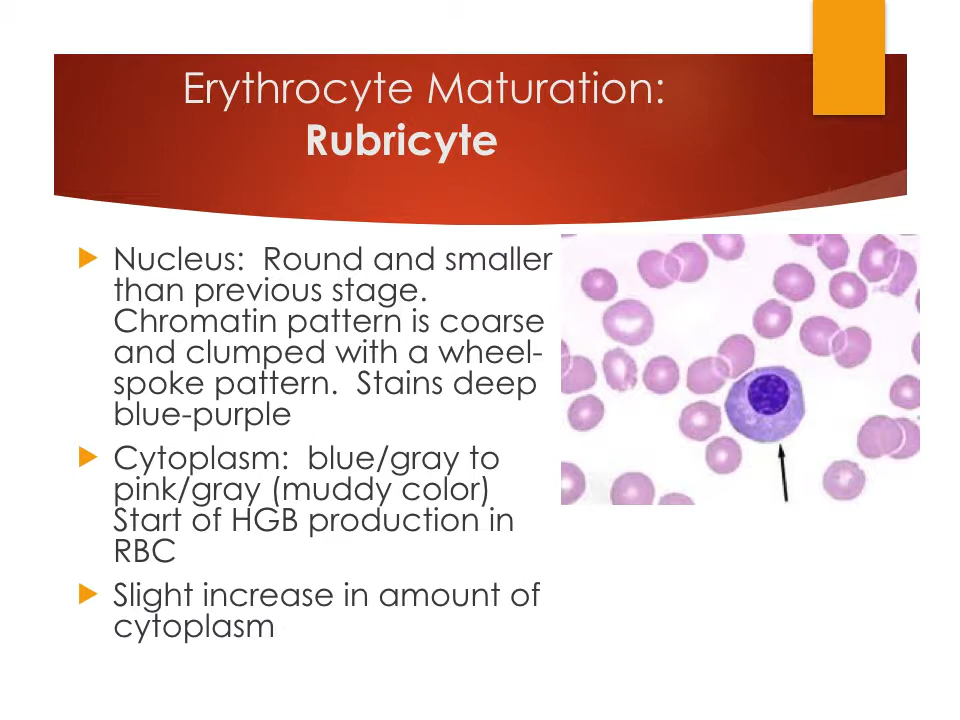 Erythrocyte Maturation:
Rubricyte
Nucleus:  Round and smaller
than previous stage.
Chromatin pattern is coarse
and clumped with a wheel-
spoke pattern.  Stains deep
blue-purple
Cytoplasm:  blue/gray to
pink/gray (muddy color)
Start of HGB production in
RBC
Slight increase in amount of
cytoplasm